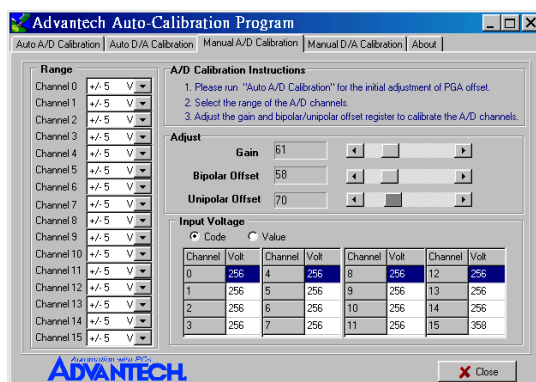 Advantech Auto-Calibration Program
Auto A/D Calibration Auto D/A Calibration Manual A/D Calibration Manual D/A Calibration About
Range
Channel 0 +/- 5 V
Channel 1 +/- 5 V
Channel 2 +/- 5 V
Channel 3 +/- 5 V
Channel 4 +/- 5 V
Channel 5 +/- 5 V
Channel 6 +/- 5 V
Channel 7 +/- 5 V
Channel 8 +/- 5 V
Channel 9 +/- 5 V
Channel 10 +/- 5 V
Channel 11 +/- 5 V
Channel 12 +/- 5 V
Channel 13 +/- 5 V
Channel 14 +/- 5 V
Channel 15 +/- 5 V
A/D Calibration Instructions
1. Please run "Auto A/D Calibration" for the initial adjustment of PGA offset.
2. Select the range of the A/D channels.
3. Adjust the gain and bipolar/unipolar offset register to calibrate the A/D channels.
Adjust
Gain 61
Bipolar Offset 58
Unipolar Offset 70
Input Voltage
Code Value
Channel Volt Channel Volt Channel Volt Channel Volt
0 256 4 256 8 256 12 256
1 256 5 256 9 256 13 256
2 256 6 256 10 256 14 256
3 256 7 256 11 256 15 358
Automation with PCs
ADVANTECH.
Close